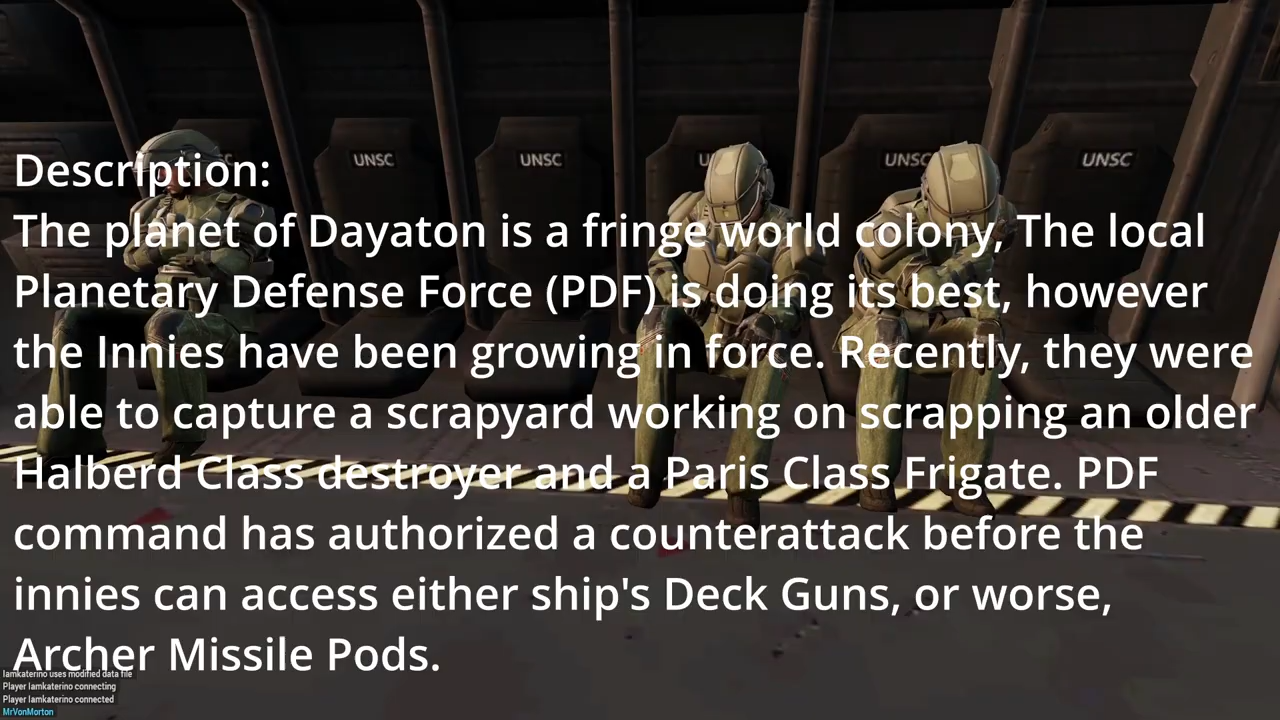 UNSC
UNSC
UNSC
UNSC
Description:
The planet of Dayaton is a fringe world colony, The local
Planetary Defense Force (PDF) is doing its best, however
the Innies have been growing in force. Recently, they were
able to capture a scrapyard working on scrapping an older
Halberd Class destroyer and a Paris Class Frigate. PDF
command has authorized a counterattack before the
innies can access either ship's Deck Guns, or worse,
Archer Missile Pods.
Iamkaterino uses modified data file
Player Iamkaterino connecting
Player Iamkaterino connected
MrVonMorton